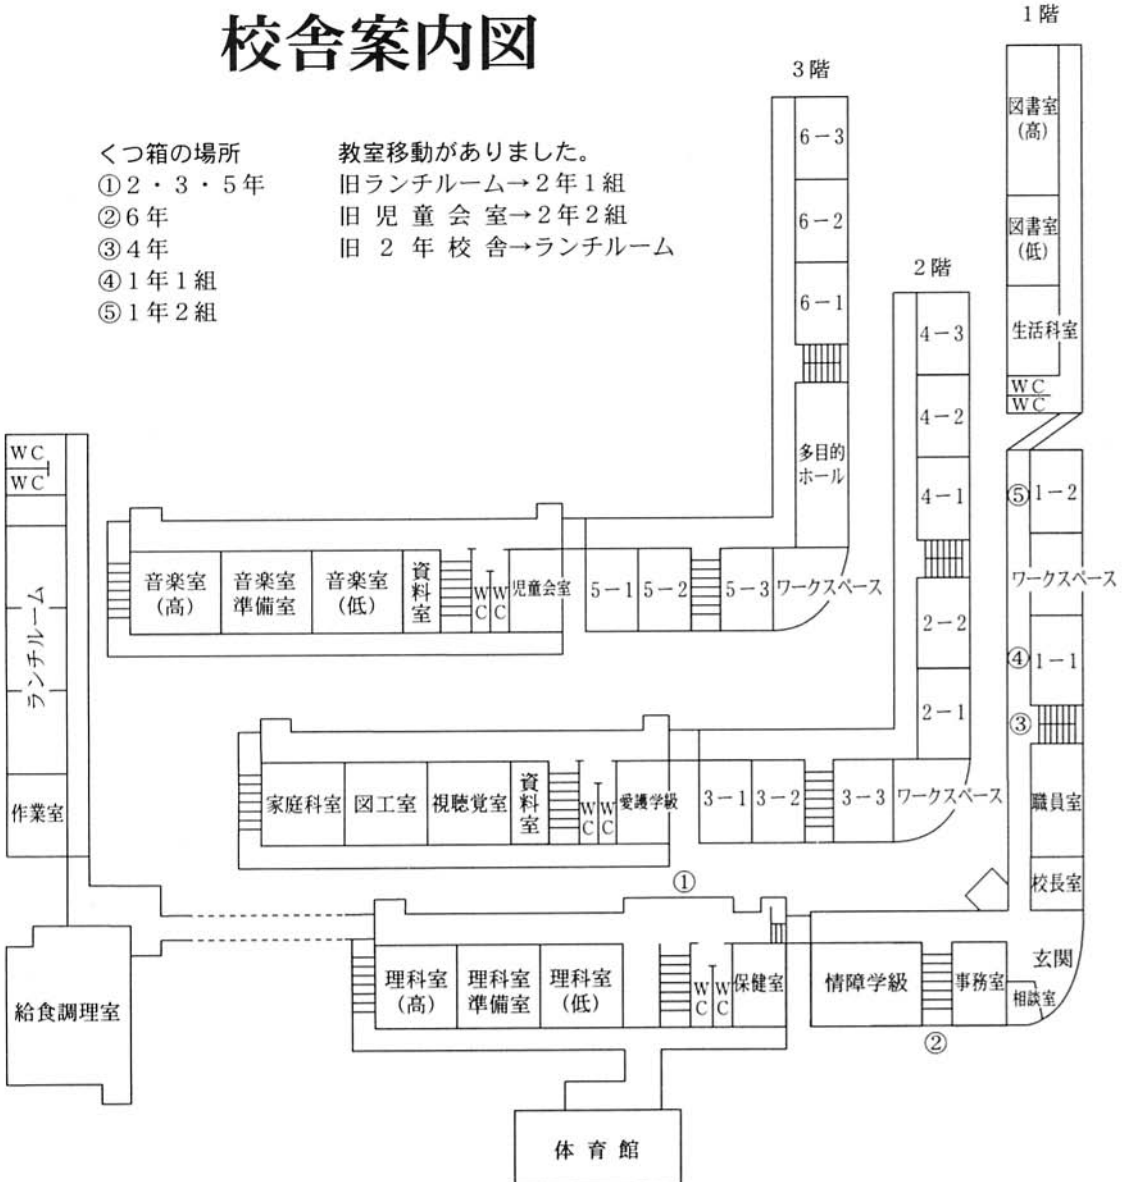 校舎案内図
くつ箱の場所
①2・3・5年
②6年
③4年
④1年1組
⑤1年2組
教室移動がありました。
旧ランチルーム→2年1組
旧児童会室→2年2組
旧2年校舎→ランチルーム
3階
6-3
6-2
6-1
多目的
ホール
音楽室
(高)
音楽室
準備室
音楽室
(低)
資料室
WC
WC
児童会室
5-1
5-2
5-3
ワークスペース
2階
4-3
4-2
4-1
2-2
2-1
家庭科室
図工室
視聴覚室
資料室
WC
WC
愛護学級
3-1
3-2
3-3
ワークスペース
1階
図書室
(高)
図書室
(低)
生活科室
WC
WC
⑤
1-2
ワークスペース
④
1-1
③
職員室
校長室
玄関
相談室
事務室
②
情障学級
①
保健室
WC
WC
理科室
(低)
理科室
準備室
理科室
(高)
体育館
WC
WC
ランチルーム
作業室
給食調理室